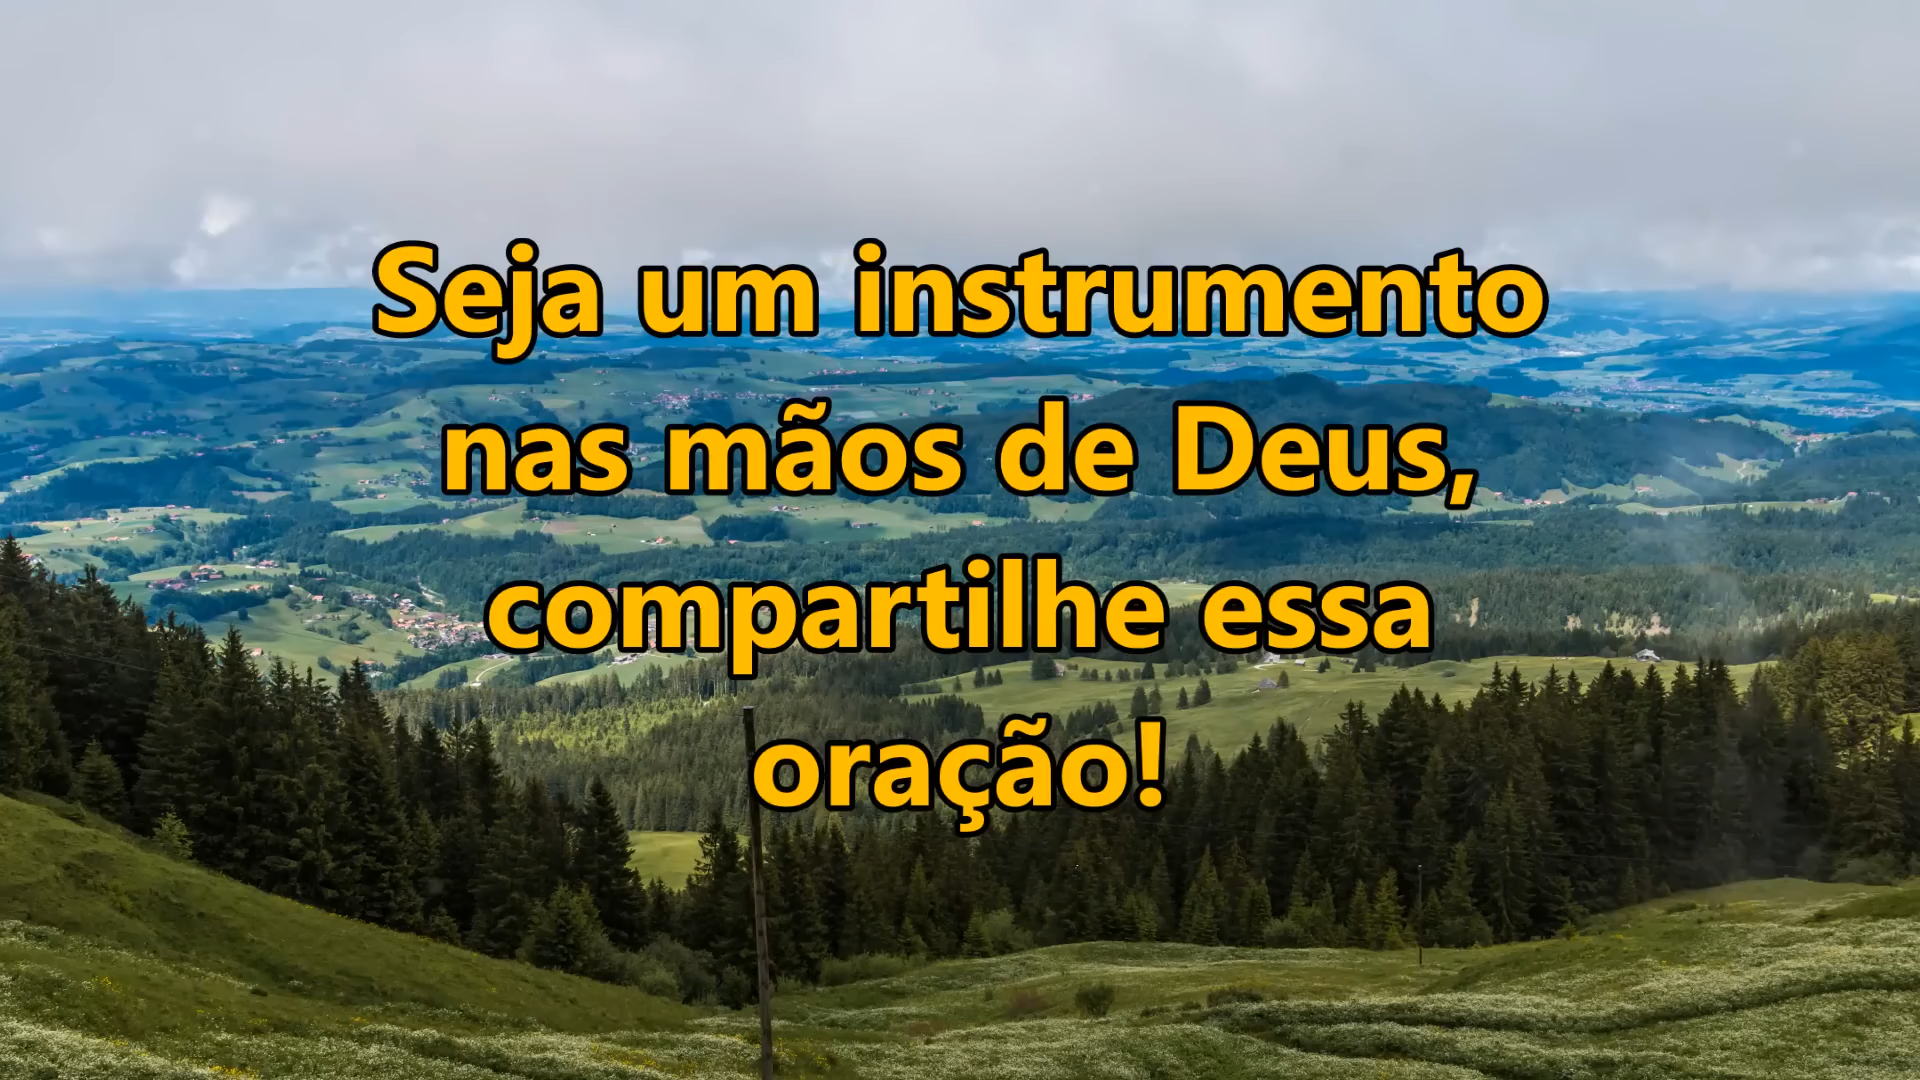 Seja um instrumento
nas mãos de Deus,
compartilhe essa
oração!